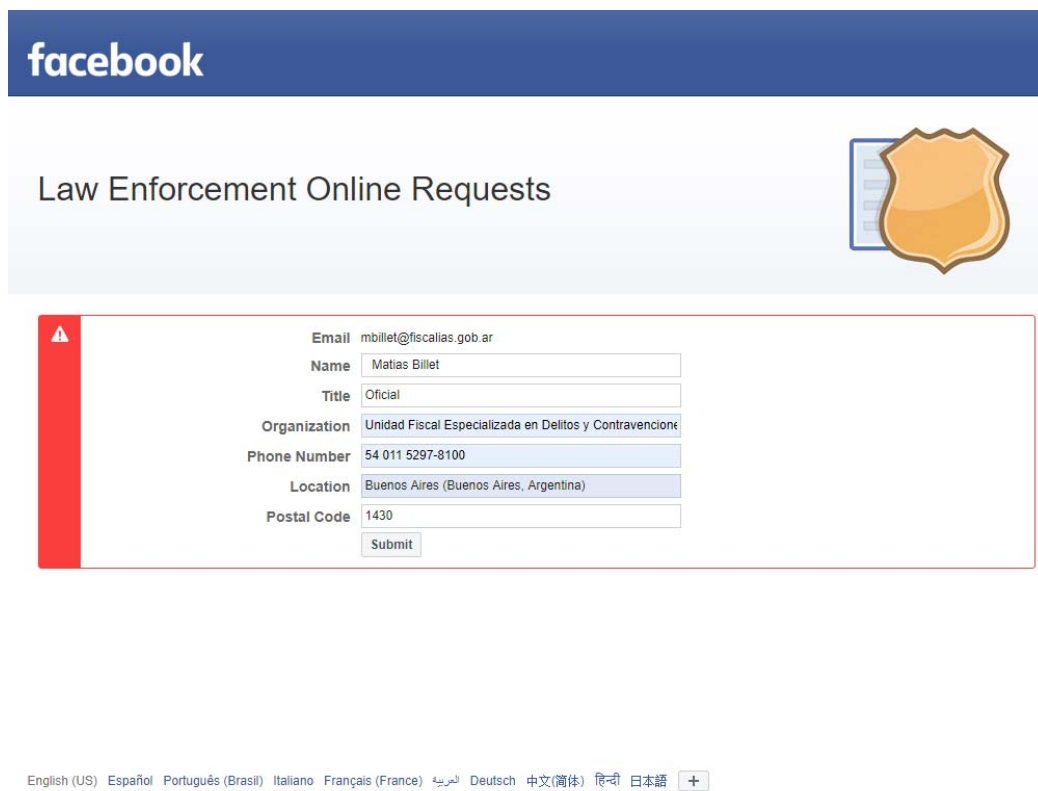 facebook
Law Enforcement Online Requests
Email mbillet@fiscalias.gob.ar
Name Matias Billet
Title Oficial
Organization Unidad Fiscal Especializada en Delitos y Contravencione
Phone Number 54 011 5297-8100
Location Buenos Aires (Buenos Aires, Argentina)
Postal Code 1430
Submit
English (US) Español Português (Brasil) Italiano Français (France) العربية Deutsch 中文(简体) हिन्दी 日本語 +